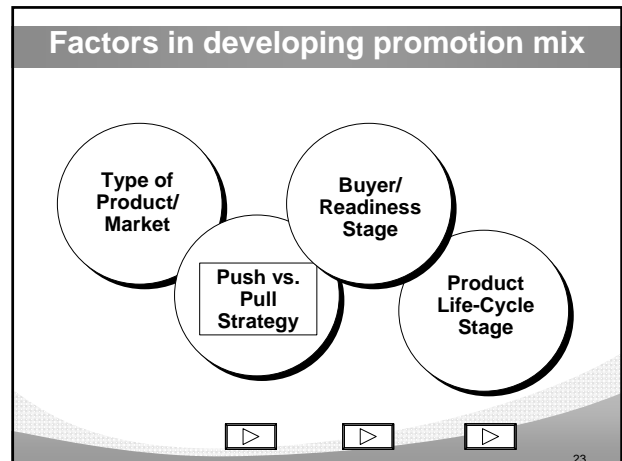 Factors in developing promotion mix
Type of
Product/
Market
Push vs.
Pull
Strategy
Buyer/
Readiness
Stage
Product
Life-Cycle
Stage
23